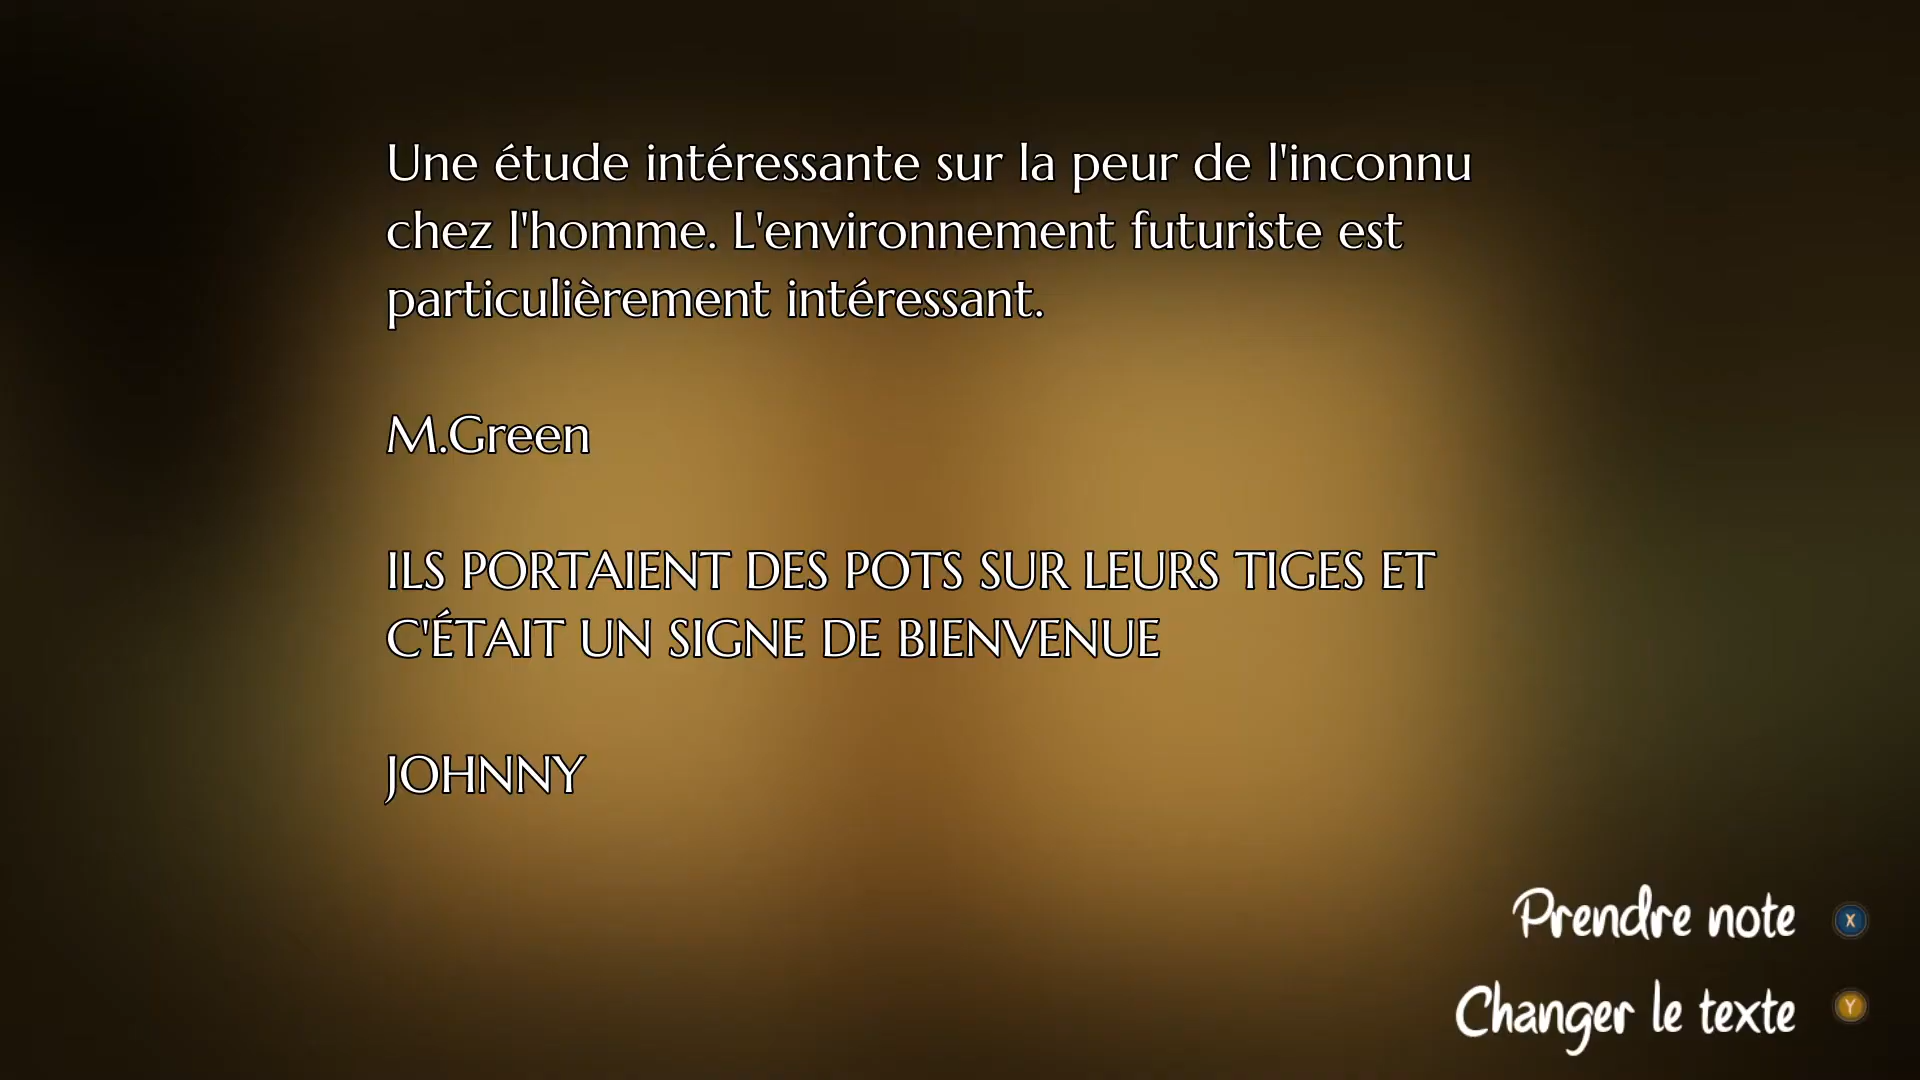 Une étude intéressante sur la peur de l'inconnu
chez l'homme. L'environnement futuriste est
particulièrement intéressant.
M.Green
ILS PORTAIENT DES POTS SUR LEURS TIGES ET
C'ÉTAIT UN SIGNE DE BIENVENUE
JOHNNY
Prendre note X
Changer le texte Y